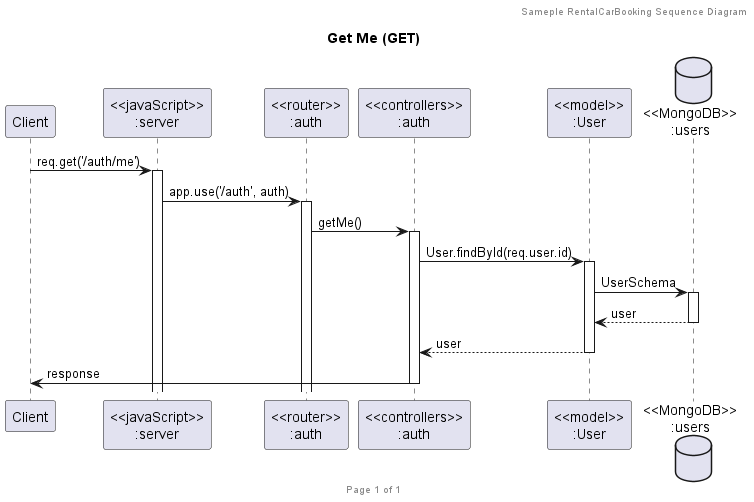 Sameple RentalCarBooking Sequence Diagram
Get Me (GET)
Client
<<javaScript>>
:server
<<router>>
:auth
<<controllers>>
:auth
<<model>>
:User
<<MongoDB>>
:users
req.get('/auth/me')
app.use('/auth', auth)
getMe()
User.findById(req.user.id)
UserSchema
user
user
response
Client
<<javaScript>>
:server
<<router>>
:auth
<<controllers>>
:auth
<<model>>
:User
<<MongoDB>>
:users
Page 1 of 1